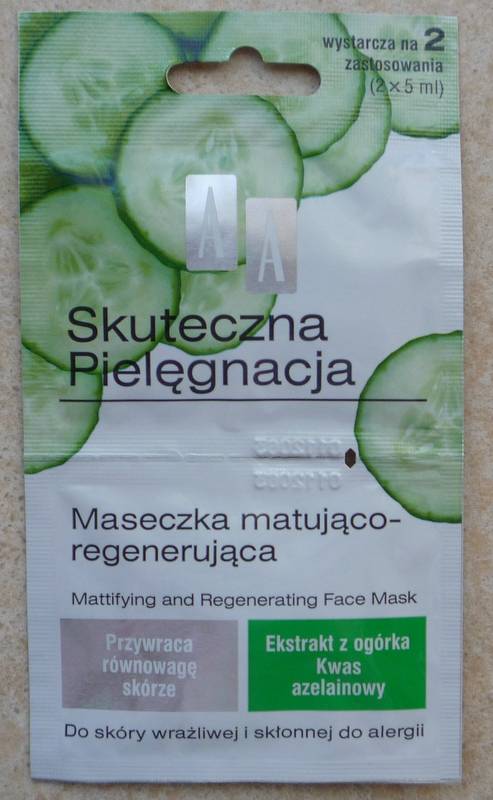 wystarcza na 2
zastosowania
(2 x 5 ml)
A A
Skuteczna
Pielęgnacja
Maseczka matująco-
regenerująca
Mattifying and Regenerating Face Mask
Przywraca
równowagę
skórze
Ekstrakt z ogórka
Kwas
azelainowy
Do skóry wrażliwej i skłonnej do alergii